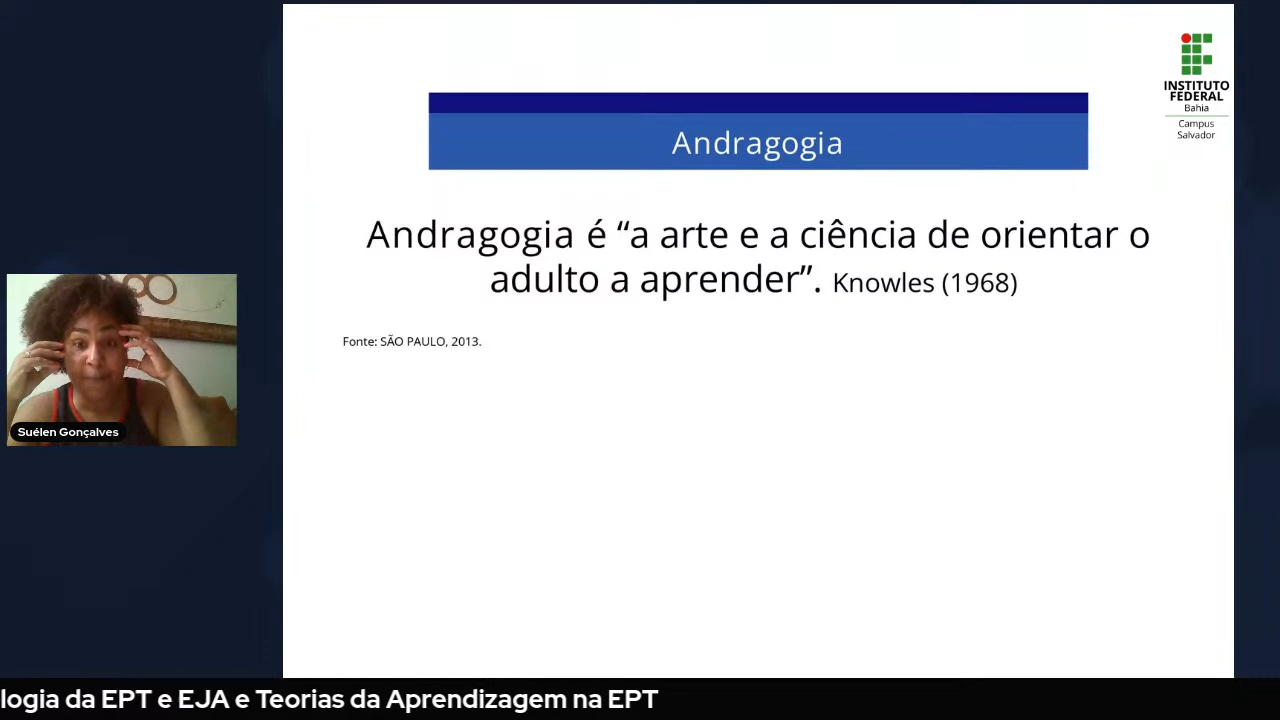 INSTITUTO
FEDERAL
Bahia
Campus
Salvador
Andragogia
Andragogia é “a arte e a ciência de orientar o
adulto a aprender”. Knowles (1968)
Fonte: SÃO PAULO, 2013.
Suélen Gonçalves
logia da EPT e EJA e Teorias da Aprendizagem na EPT